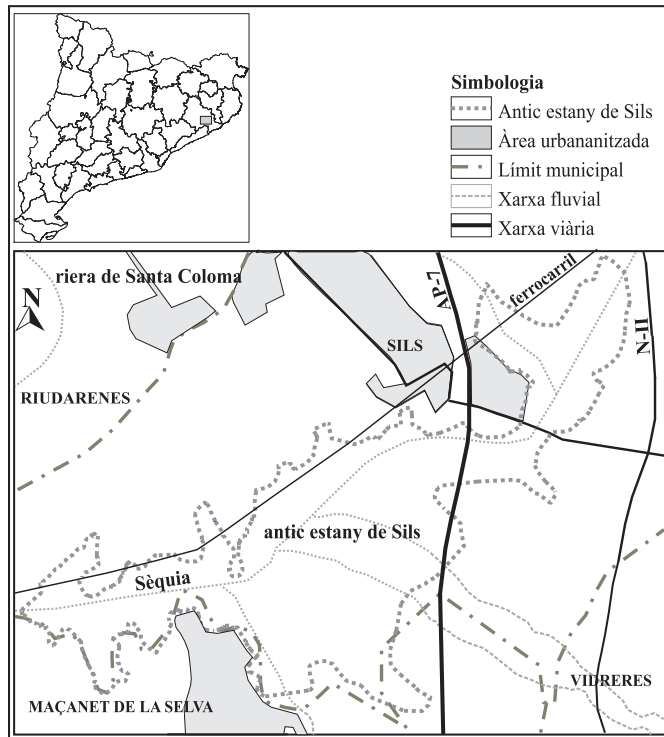 Simbologia
Antic estany de Sils
Àrea urbananitzada
Límit municipal
Xarxa fluvial
Xarxa viària
riera de Santa Coloma
N
AP-7
ferrocarril
N-II
SILS
RIUDARENES
antic estany de Sils
Sèquia
VIDRERES
MAÇANET DE LA SELVA